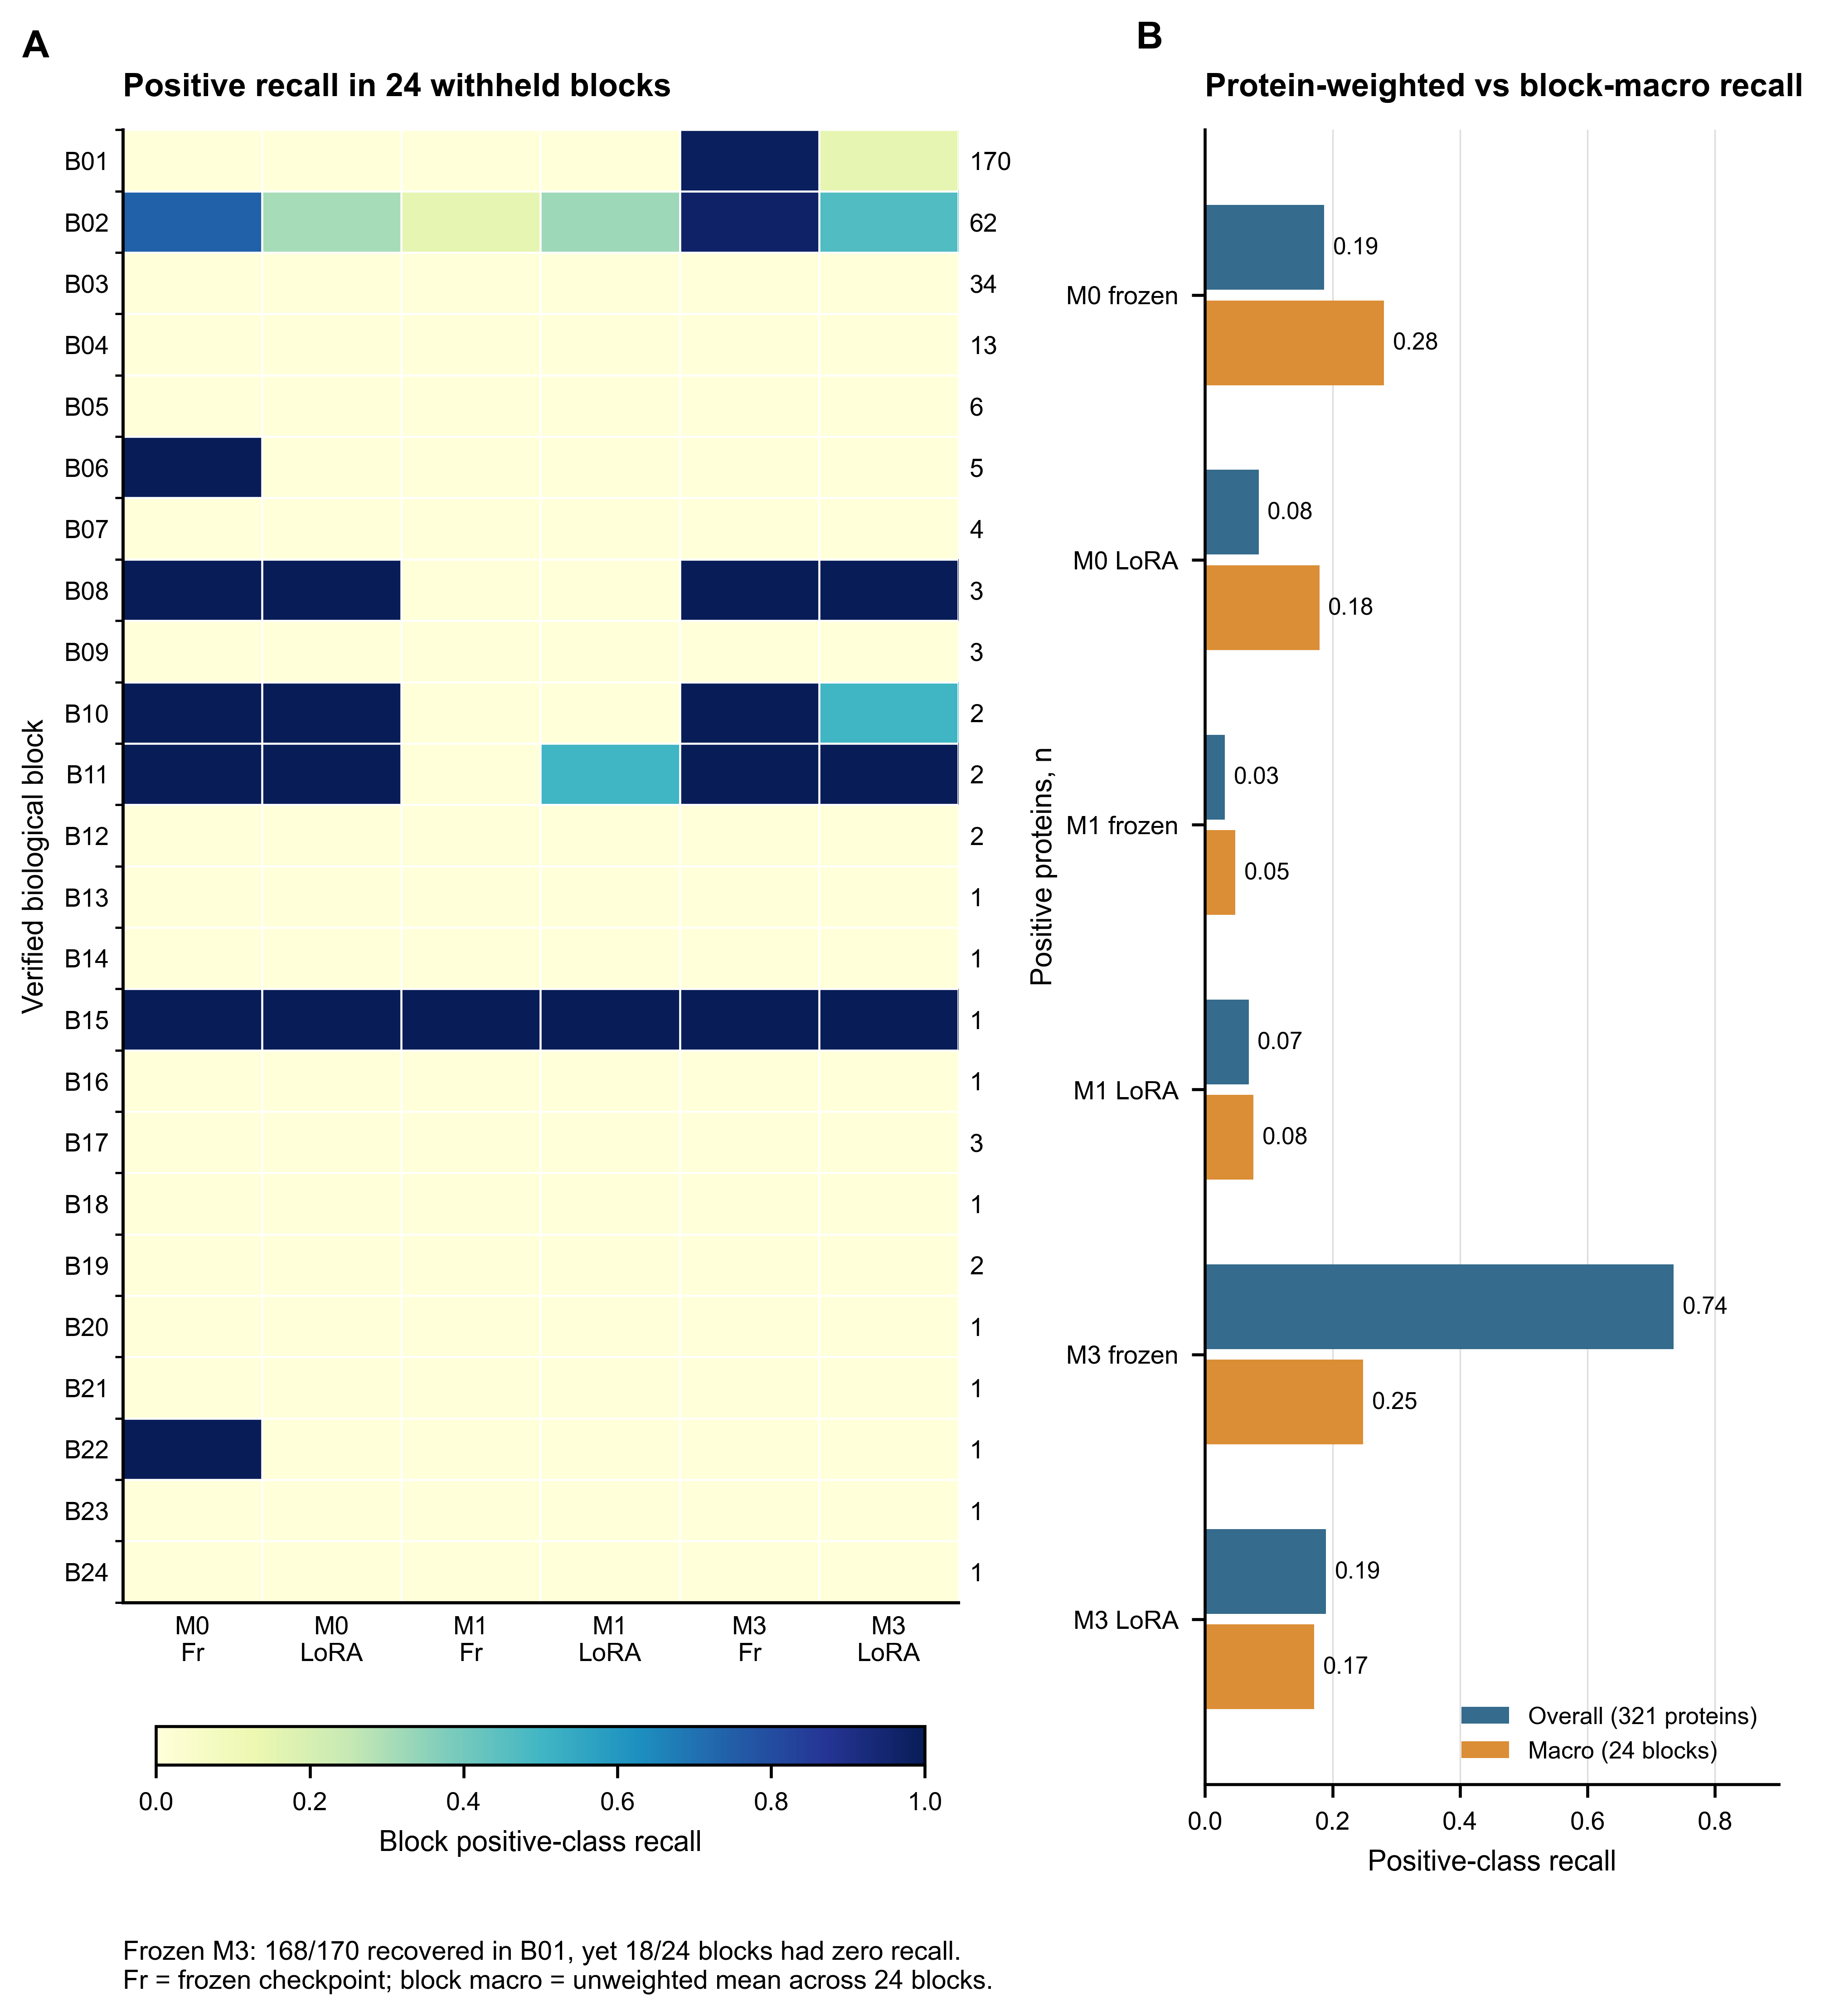 A
Positive recall in 24 withheld blocks
Verified biological block
B01
B02
B03
B04
B05
B06
B07
B08
B09
B10
B11
B12
B13
B14
B15
B16
B17
B18
B19
B20
B21
B22
B23
B24
170
62
34
13
6
5
4
3
3
2
2
2
1
1
1
1
3
1
2
1
1
1
1
1
Positive proteins, n
M0
Fr
M0
LoRA
M1
Fr
M1
LoRA
M3
Fr
M3
LoRA
0.0 0.2 0.4 0.6 0.8 1.0
Block positive-class recall
B
Protein-weighted vs block-macro recall
M0 frozen
0.19
0.28
M0 LoRA
0.08
0.18
M1 frozen
0.03
0.05
M1 LoRA
0.07
0.08
M3 frozen
0.74
0.25
M3 LoRA
0.19
0.17
Overall (321 proteins)
Macro (24 blocks)
0.0 0.2 0.4 0.6 0.8
Positive-class recall
Frozen M3: 168/170 recovered in B01, yet 18/24 blocks had zero recall.
Fr = frozen checkpoint; block macro = unweighted mean across 24 blocks.